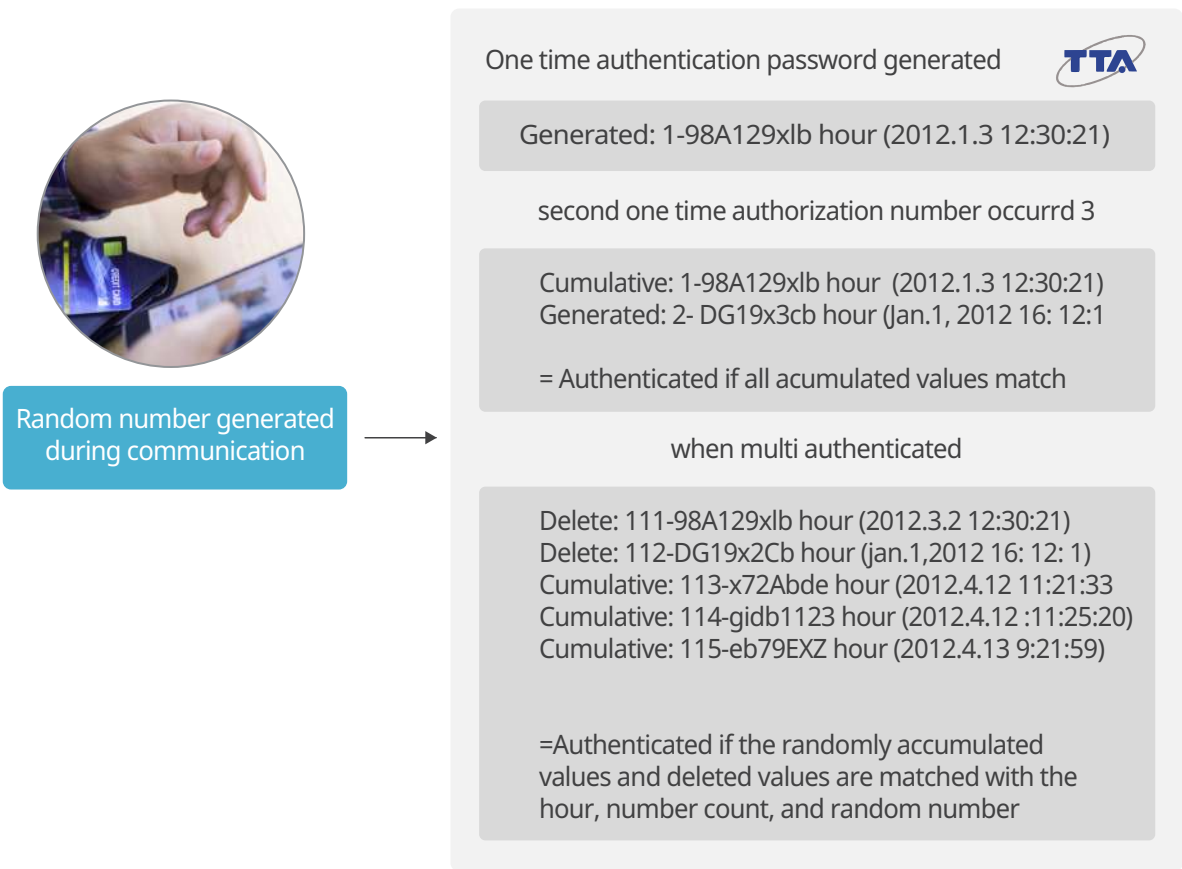 One time authentication password generated
TTA
Generated: 1-98A129xlb hour (2012.1.3 12:30:21)
second one time authorization number occurrd 3
Cumulative: 1-98A129xlb hour (2012.1.3 12:30:21)
Generated: 2- DG19x3cb hour (Jan.1, 2012 16: 12:1
= Authenticated if all acumulated values match
CREDIT CARD
Random number generated
during communication
when multi authenticated
Delete: 111-98A129xlb hour (2012.3.2 12:30:21)
Delete: 112-DG19x2Cb hour (jan.1,2012 16: 12: 1)
Cumulative: 113-x72Abde hour (2012.4.12 11:21:33
Cumulative: 114-gidb1123 hour (2012.4.12 :11:25:20)
Cumulative: 115-eb79EXZ hour (2012.4.13 9:21:59)
=Authenticated if the randomly accumulated
values and deleted values are matched with the
hour, number count, and random number